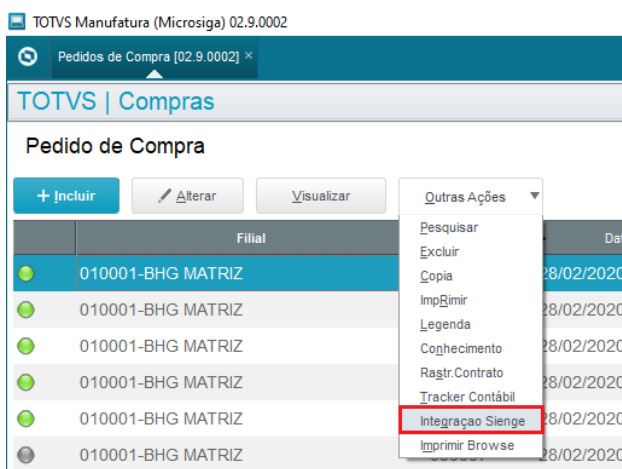 TOTVS Manufatura (Microsiga) 02.9.0002
Pedidos de Compra [02.9.0002] ×
TOTVS | Compras
Pedido de Compra
+ Incluir Alterar Visualizar Outras Ações
Filial Dat
010001-BHG MATRIZ 28/02/2020
010001-BHG MATRIZ 28/02/2020
010001-BHG MATRIZ 28/02/2020
010001-BHG MATRIZ 28/02/2020
010001-BHG MATRIZ 28/02/2020
010001-BHG MATRIZ 28/02/2020
Pesquisar
Excluir
Copia
ImpRimir
Legenda
Conhecimento
Rastr.Contrato
Tracker Contábil
Integraçao Sienge
Imprimir Browse